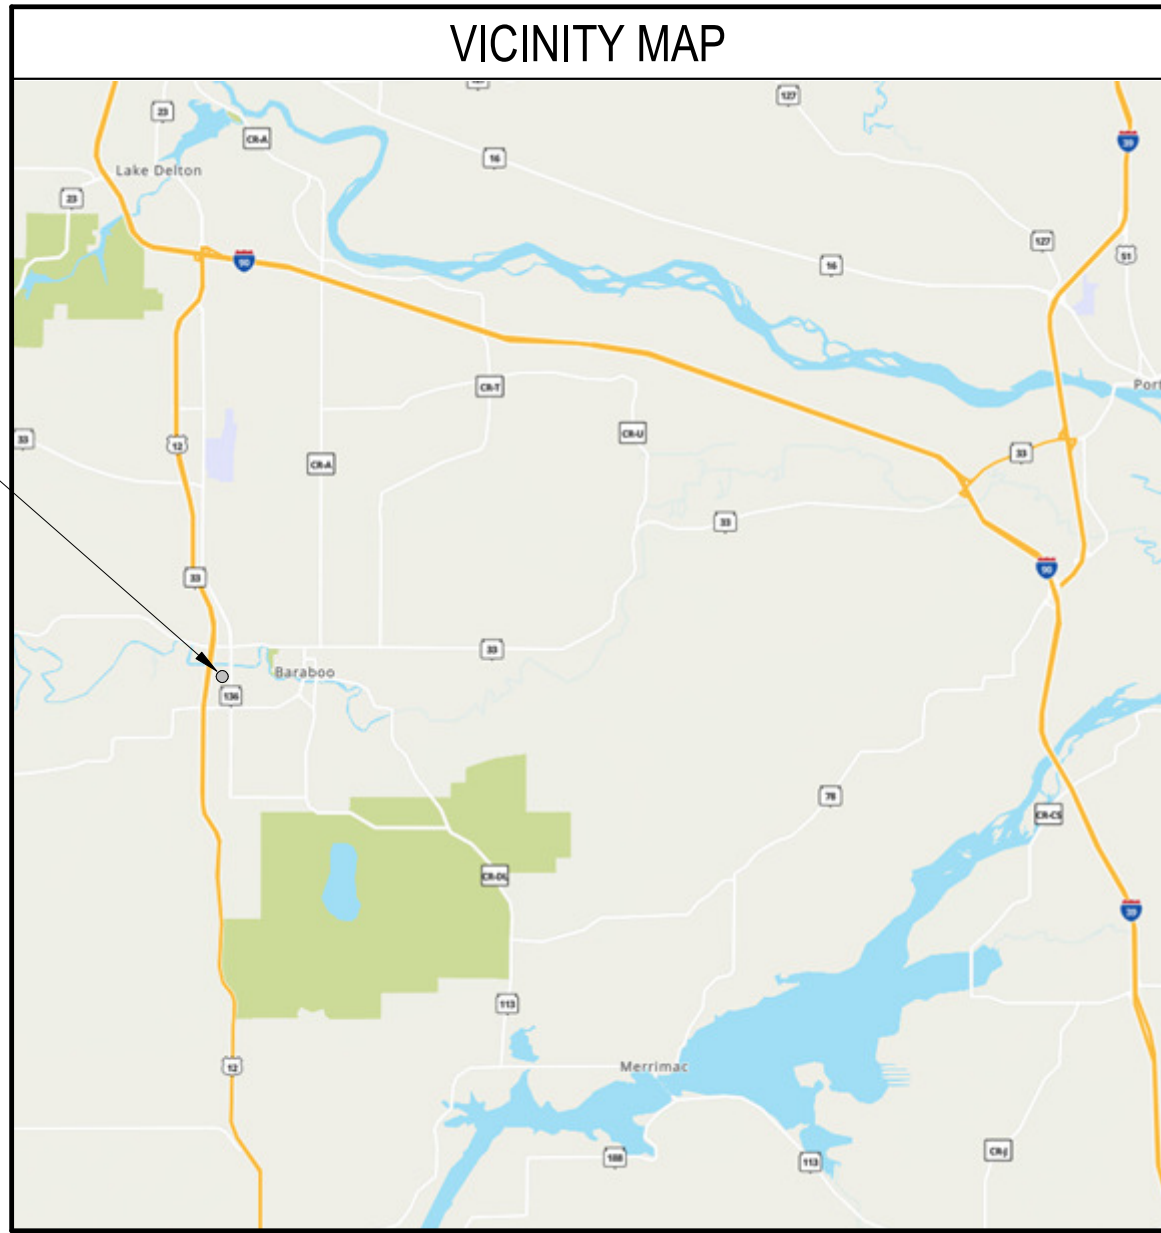 VICINITY MAP
23
CR-A
127
39
16
Lake Delton
23
127
90
16
51
CR-T
Port
CR-U
33
12
33
CR-A
33
33
90
33
Baraboo
136
78
CR-CS
CR-DL
39
113
12
Merrimac
CR-J
188
113